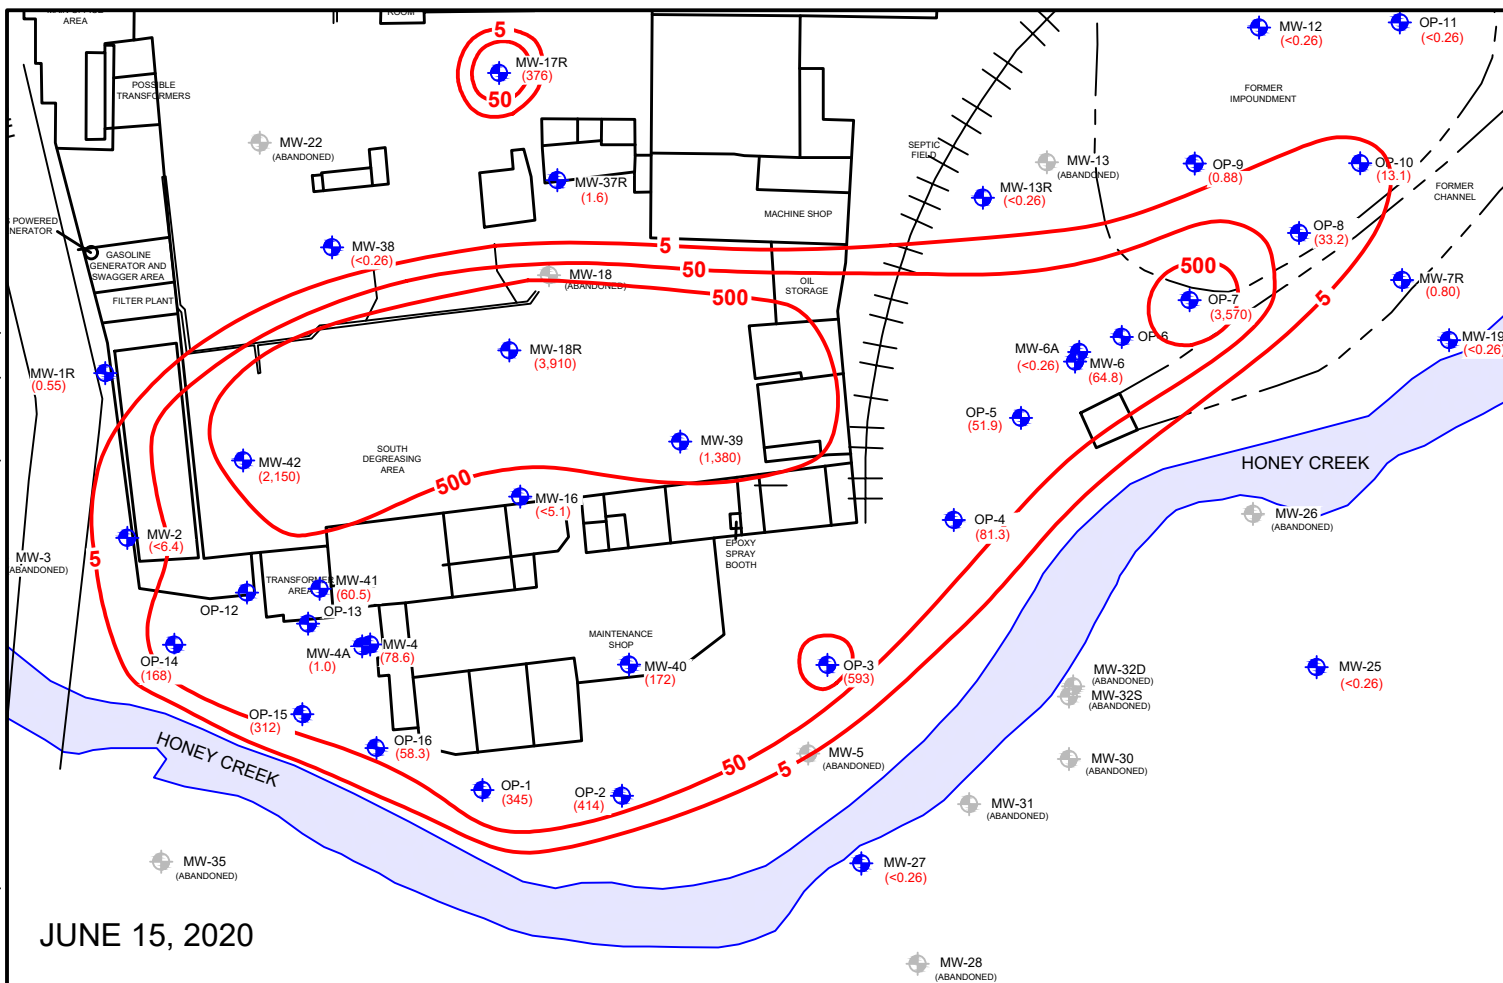 AREA
ROOM
POSSIBLE
TRANSFORMERS
5
MW-17R
(376)
50
MW-12
(<0.26)
OP-11
(<0.26)
FORMER
IMPOUNDMENT
MW-22
(ABANDONED)
MW-37R
(1.6)
SEPTIC
FIELD
MW-13
(ABANDONED)
MW-13R
(<0.26)
OP-9
(0.88)
OP-10
(13.1)
FORMER
CHANNEL
MACHINE SHOP
POWERED
GASOLINE
GENERATOR AND
SWAGGER AREA
FILTER PLANT
MW-38
(<0.26)
5
50
500
MW-18
(ABANDONED)
OIL
STORAGE
OP-8
(33.2)
500
OP-7
(3,570)
MW-7R
(0.80)
5
MW-19
(<0.26)
OP-6
MW-6A
(<0.26)
MW-6
(64.8)
MW-1R
(0.55)
MW-18R
(3,910)
OP-5
(51.9)
MW-39
(1,380)
SOUTH
DEGREASING
AREA
MW-42
(2,150)
500
MW-16
(<5.1)
HONEY CREEK
MW-26
(ABANDONED)
OP-4
(81.3)
MW-2
(<6.4)
MW-3
(ABANDONED)
5
EPOXY
SPRAY
BOOTH
TRANSFORMER
AREA
MW-41
(60.5)
OP-12
OP-13
MW-4A
(1.0)
MW-4
(78.6)
MAINTENANCE
SHOP
MW-40
(172)
OP-3
(593)
OP-14
(168)
MW-32D
(ABANDONED)
MW-32S
(ABANDONED)
MW-25
(<0.26)
OP-15
(312)
OP-16
(58.3)
HONEY CREEK
50
5
MW-5
(ABANDONED)
MW-30
(ABANDONED)
OP-1
(345)
OP-2
(414)
MW-31
(ABANDONED)
MW-35
(ABANDONED)
MW-27
(<0.26)
JUNE 15, 2020
MW-28
(ABANDONED)